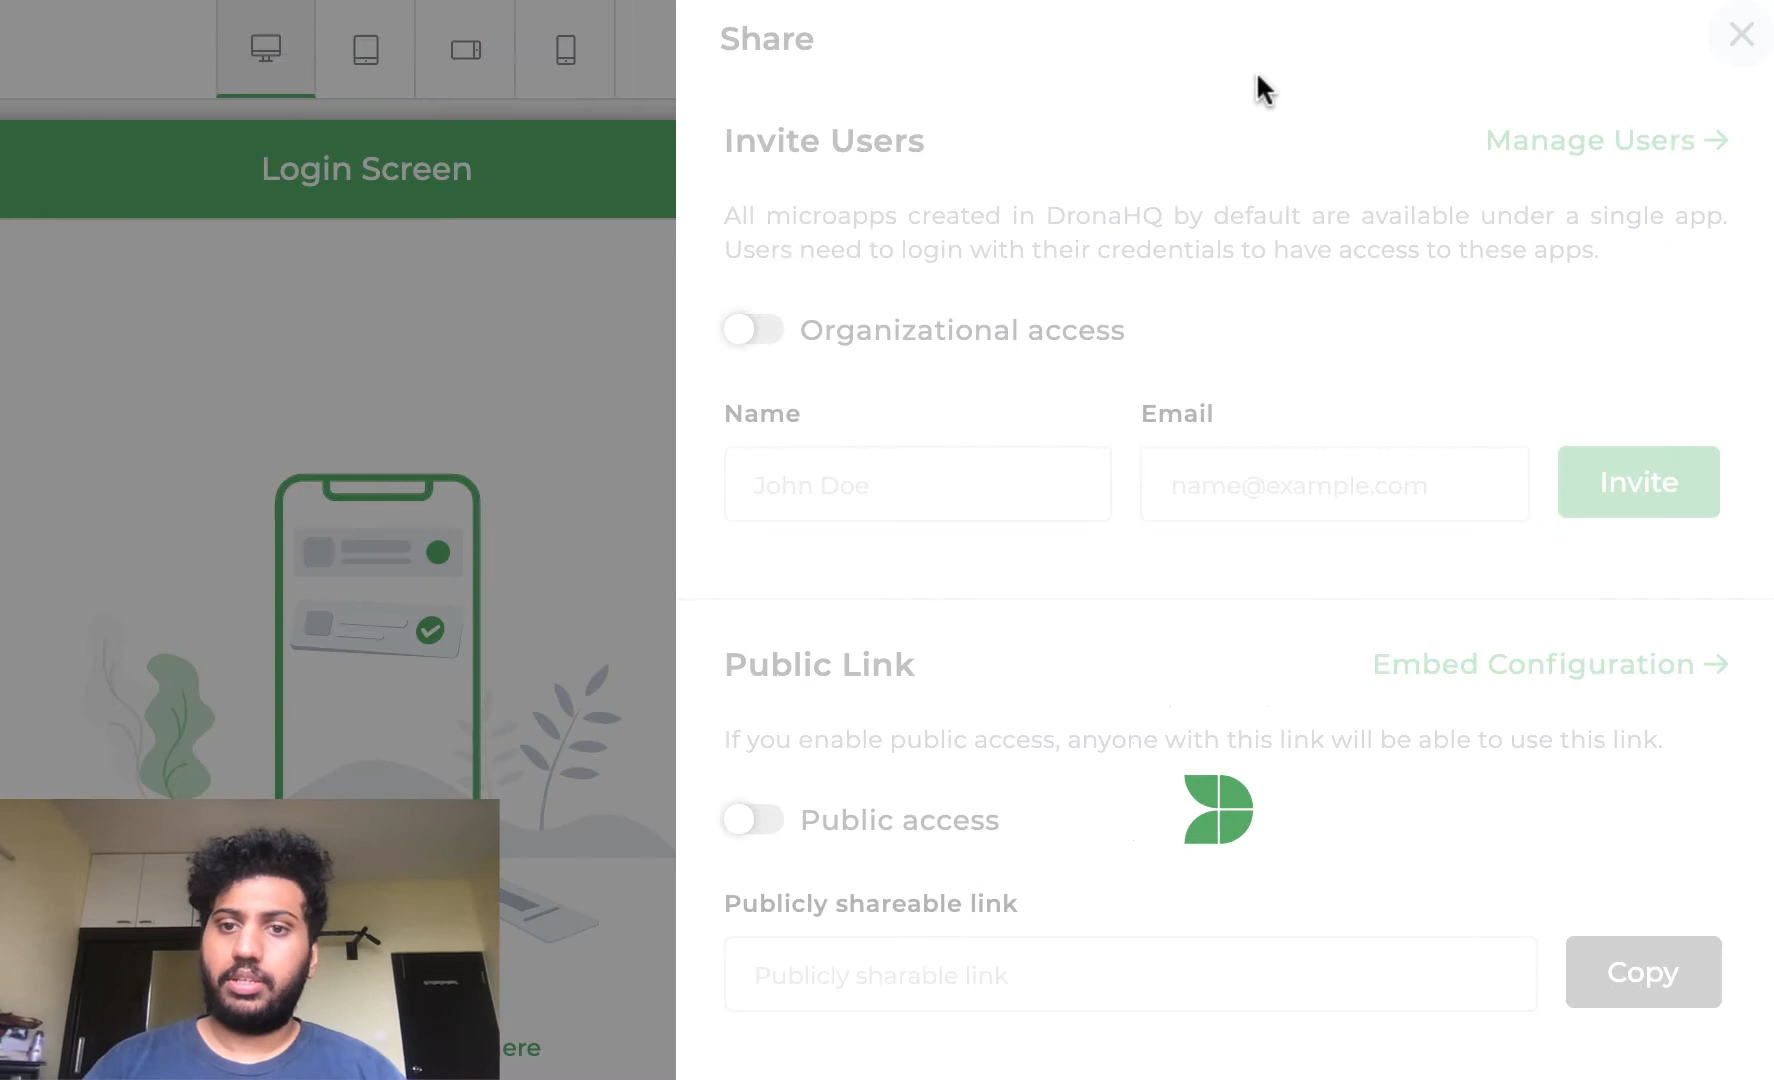 Share
Login Screen
Invite Users
Manage Users
All microapps created in DronaHQ by default are available under a single app.
Users need to login with their credentials to have access to these apps.
Organizational access
Name
Email
John Doe
name@example.com
Invite
Public Link
Embed Configuration
If you enable public access, anyone with this link will be able to use this link.
Public access
Publicly shareable link
Publicly sharable link
Copy
ere